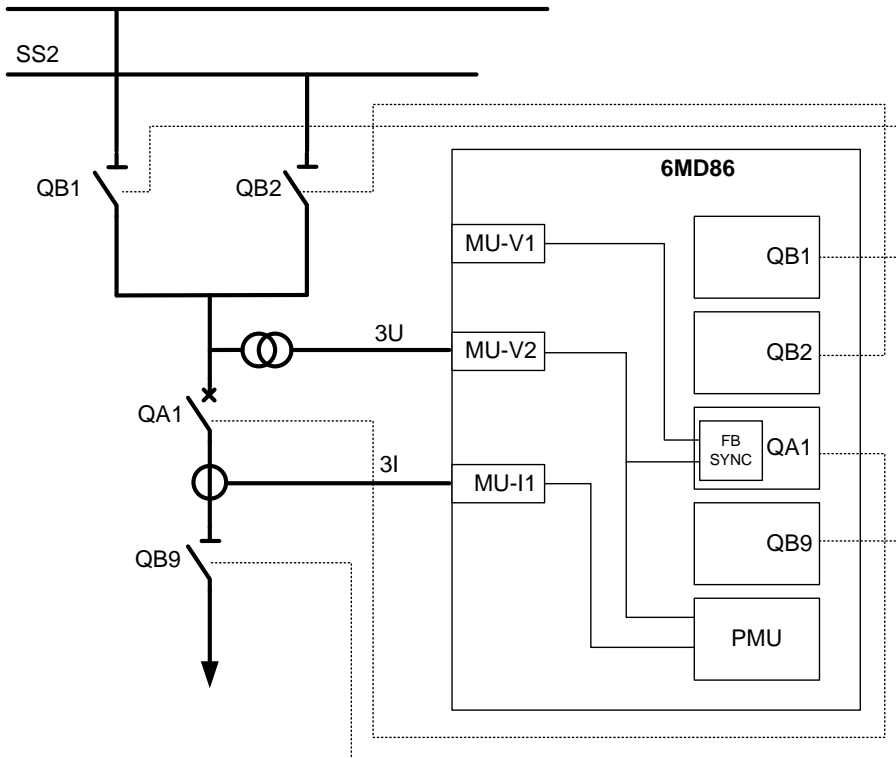 SS2
6MD86
QB1
QB2
MU-V1
QB1
3U
MU-V2
QB2
QA1
FB
SYNC
QA1
3I
MU-I1
QB9
QB9
PMU